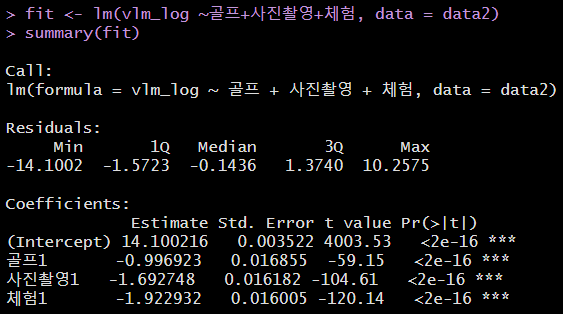 > fit <- lm(vlm_log ~골프+사진촬영+체험, data = data2)
> summary(fit)
Call:
lm(formula = vlm_log ~ 골프 + 사진촬영 + 체험, data = data2)
Residuals:
Min 1Q Median 3Q Max
-14.1002 -1.5723 -0.1436 1.3740 10.2575
Coefficients:
Estimate Std. Error t value Pr(>|t|)
(Intercept) 14.100216 0.003522 4003.53 <2e-16 ***
골프1 -0.996923 0.016855 -59.15 <2e-16 ***
사진촬영1 -1.692748 0.016182 -104.61 <2e-16 ***
체험1 -1.922932 0.016005 -120.14 <2e-16 ***